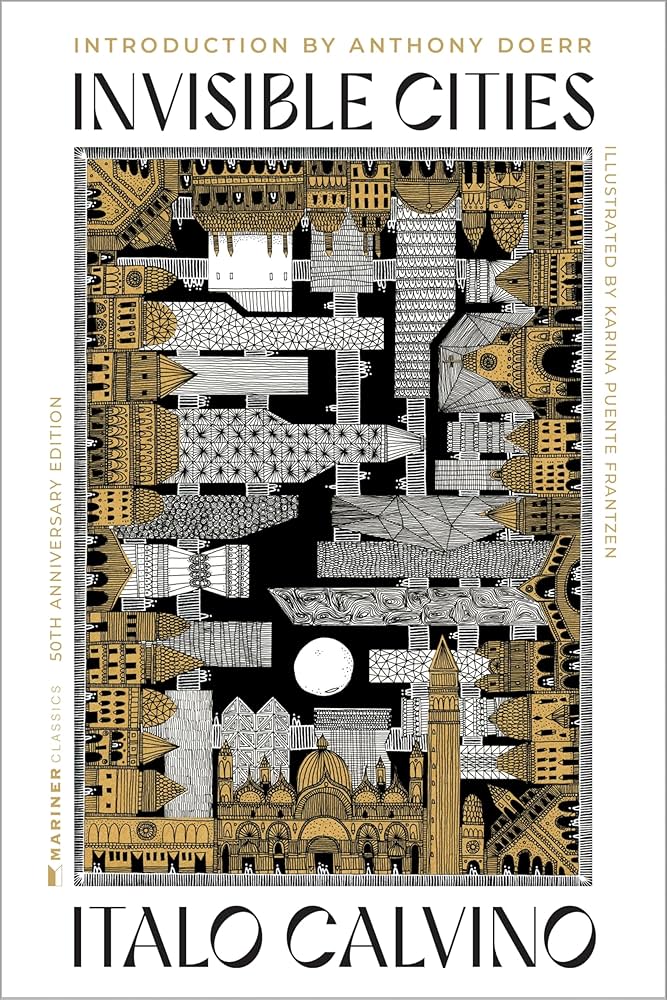 INTRODUCTION BY ANTHONY DOERR
INVISIBLE CITIES
ILLUSTRATED BY KARINA PUENTE FRANTZEN
MARINER CLASSICS 50TH ANNIVERSARY EDITION
ITALO CALVINO